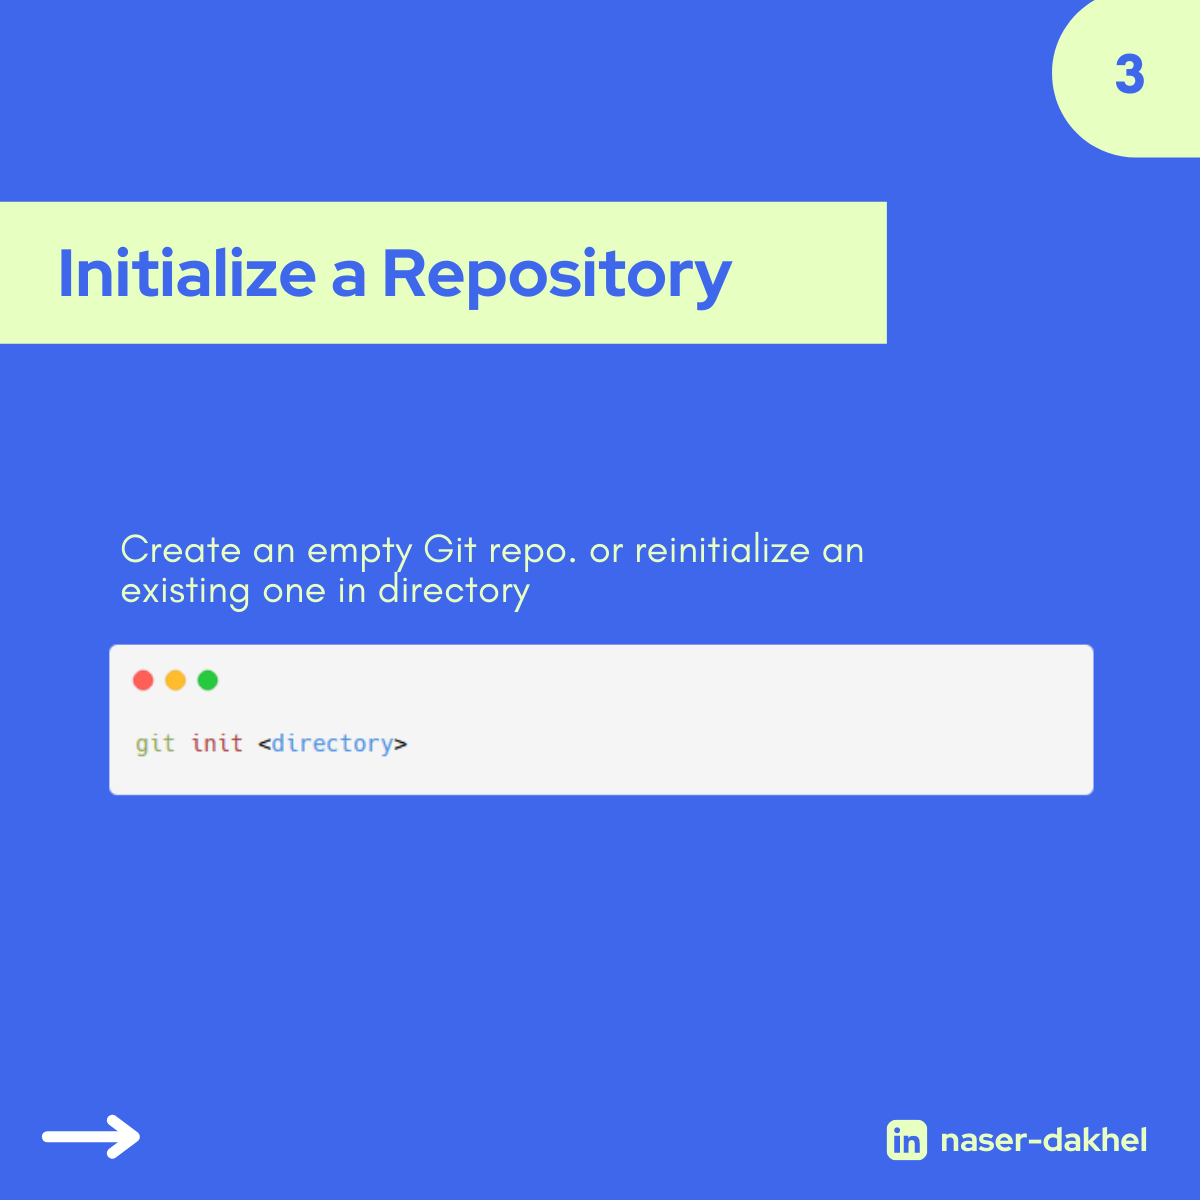 3
Initialize a Repository
Create an empty Git repo. or reinitialize an
existing one in directory
git init <directory>
in naser-dakhel